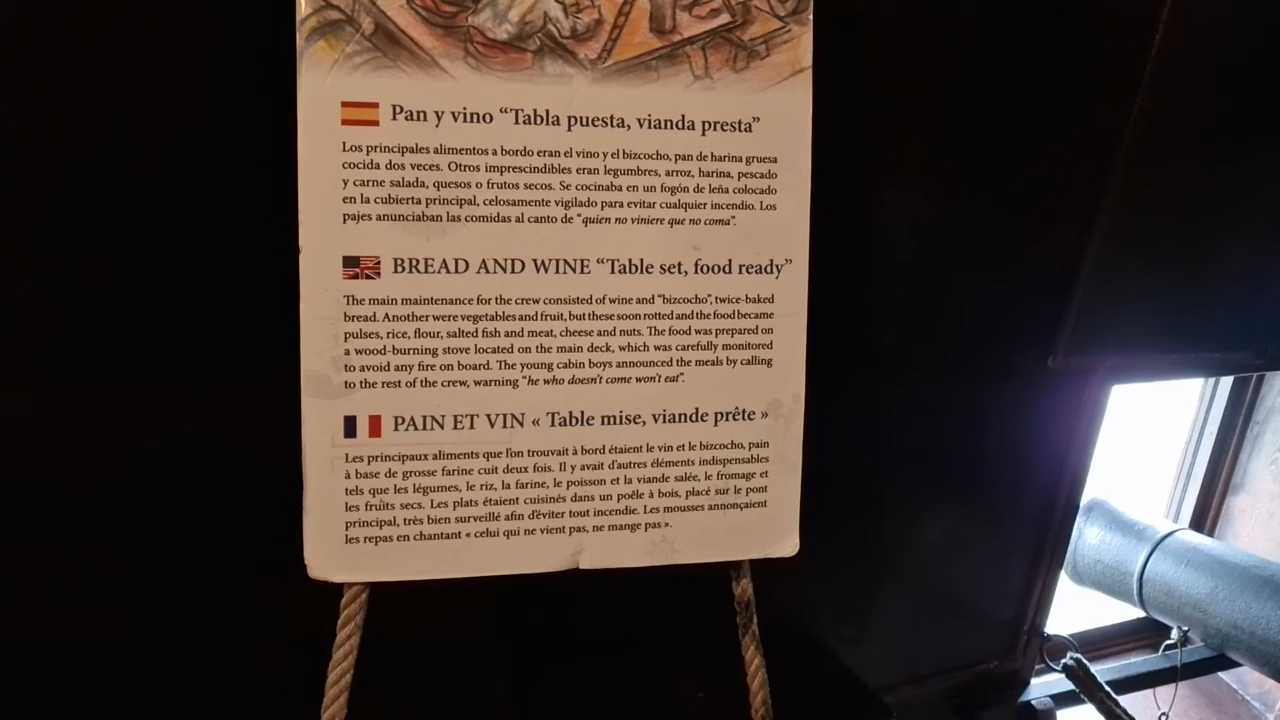 Pan y vino “Tabla puesta, vianda presta”
Los principales alimentos a bordo eran el vino y el bizcocho, pan de harina gruesa
cocida dos veces. Otros imprescindibles eran legumbres, arroz, harina, pescado
y carne salada, quesos o frutos secos. Se cocinaba en un fogón de leña colocado
en la cubierta principal, celosamente vigilado para evitar cualquier incendio. Los
pajes anunciaban las comidas al canto de “quien no viniere que no coma”.
BREAD AND WINE “Table set, food ready”
The main maintenance for the crew consisted of wine and “bizcocho”, twice-baked
bread. Another were vegetables and fruit, but these soon rotted and the food became
pulses, rice, flour, salted fish and meat, cheese and nuts. The food was prepared on
a wood-burning stove located on the main deck, which was carefully monitored
to avoid any fire on board. The young cabin boys announced the meals by calling
to the rest of the crew, warning “he who doesn’t come won’t eat”.
PAIN ET VIN « Table mise, viande prête »
Les principaux aliments que l’on trouvait à bord étaient le vin et le bizcocho, pain
à base de grosse farine cuit deux fois. Il y avait d’autres éléments indispensables
tels que les légumes, le riz, la farine, le poisson et la viande salée, le fromage et
les fruits secs. Les plats étaient cuisinés dans un poêle à bois, placé sur le pont
principal, très bien surveillé afin d’éviter tout incendie. Les mousses annonçaient
les repas en chantant « celui qui ne vient pas, ne mange pas ».